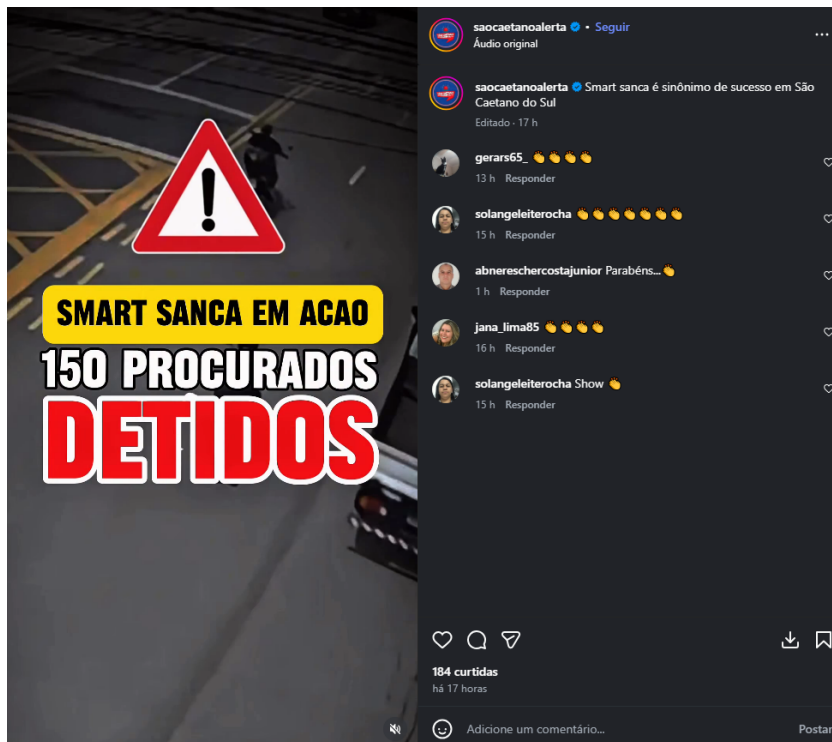 !
SMART SANCA EM ACAO
150 PROCURADOS
DETIDOS
saocaetanoalerta • Seguir
Áudio original
saocaetanoalerta Smart sanca é sinônimo de sucesso em São
Caetano do Sul
Editado · 17 h
gerars65_ 👏👏👏👏
13 h Responder
solangeleiterocha 👏👏👏👏👏👏👏
15 h Responder
abnereschercostajunior Parabéns...👏
1 h Responder
jana_lima85 👏👏👏👏
16 h Responder
solangeleiterocha Show 👏
15 h Responder
184 curtidas
há 17 horas
Adicione um comentário...
Postar